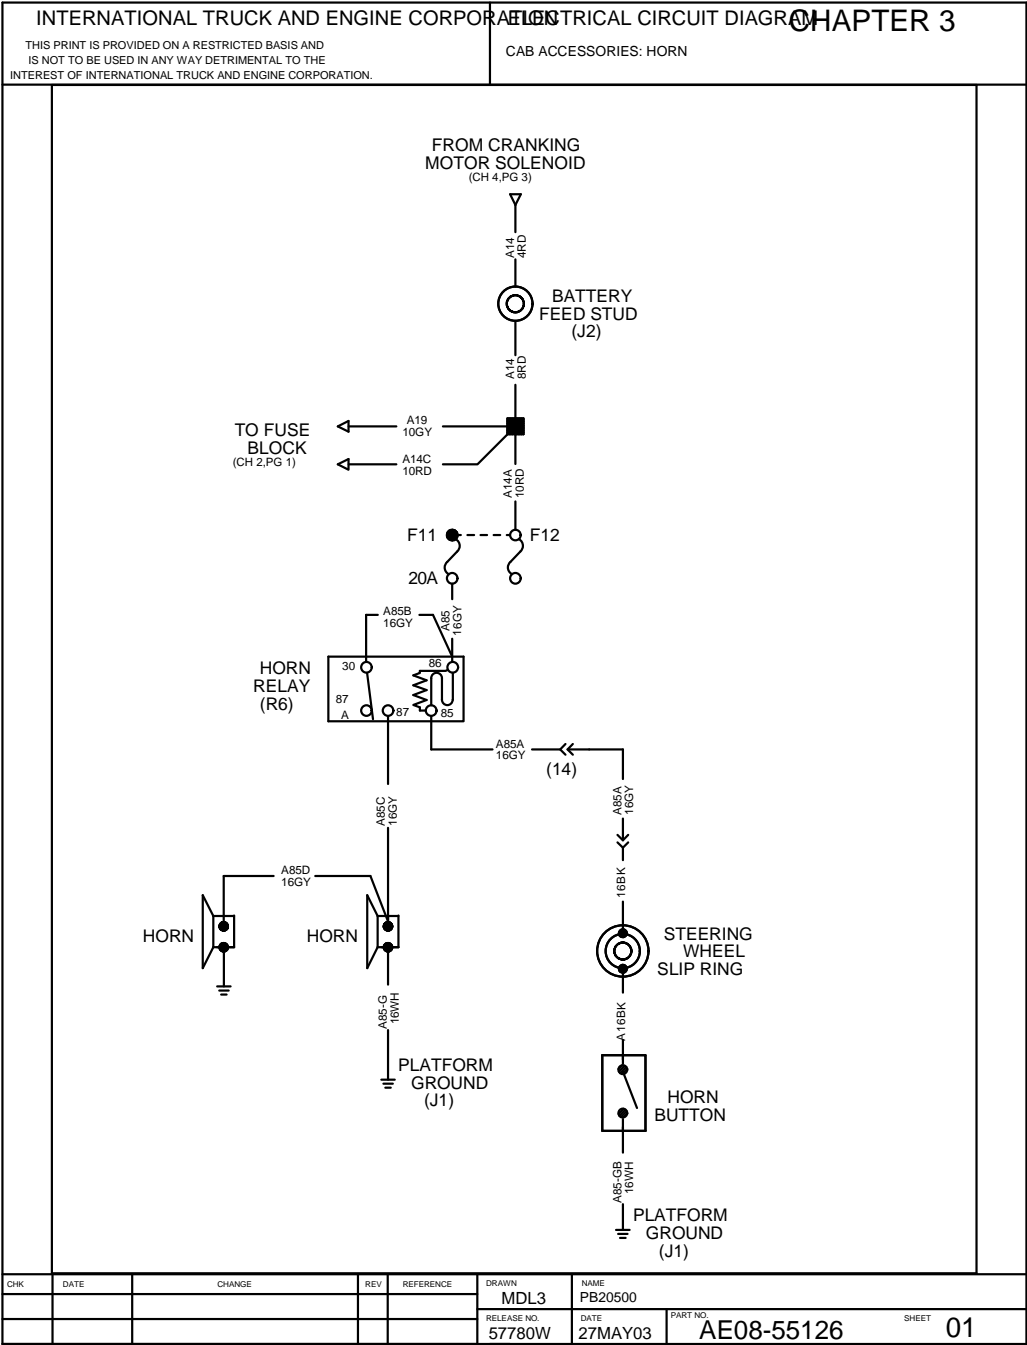 INTERNATIONAL TRUCK AND ENGINE CORPORATION
ELECTRICAL CIRCUIT DIAGRAM
CHAPTER 3
THIS PRINT IS PROVIDED ON A RESTRICTED BASIS AND
IS NOT TO BE USED IN ANY WAY DETRIMENTAL TO THE
INTEREST OF INTERNATIONAL TRUCK AND ENGINE CORPORATION.
CAB ACCESSORIES: HORN
FROM CRANKING
MOTOR SOLENOID
(CH 4,PG 3)
A14
4RD
BATTERY
FEED STUD
(J2)
A14
8RD
TO FUSE
BLOCK
(CH 2,PG 1)
A19
10GY
A14C
10RD
A14A
10RD
F11
F12
20A
A85B
16GY
A85
16GY
HORN
RELAY
(R6)
30
86
87
A
87
85
A85A
16GY
(14)
A85C
16GY
A85A
16GY
A85D
16GY
16BK
HORN
HORN
STEERING
WHEEL
SLIP RING
A85-G
16WH
A16BK
PLATFORM
GROUND
(J1)
HORN
BUTTON
A85-GB
16WH
PLATFORM
GROUND
(J1)
CHK
DATE
CHANGE
REV
REFERENCE
DRAWN
MDL3
NAME
PB20500
RELEASE NO.
57780W
DATE
27MAY03
PART NO.
AE08-55126
SHEET
01